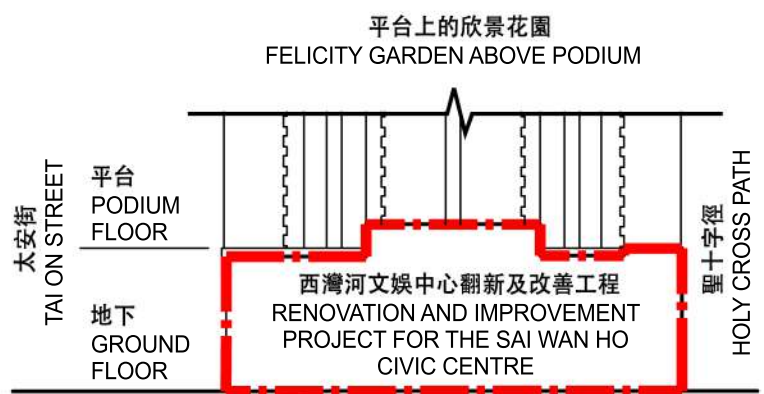 平台上的欣景花園
FELICITY GARDEN ABOVE PODIUM
太安街
TAI ON STREET
平台
PODIUM
FLOOR
地下
GROUND
FLOOR
西灣河文娛中心翻新及改善工程
RENOVATION AND IMPROVEMENT
PROJECT FOR THE SAI WAN HO
CIVIC CENTRE
聖十字徑
HOLY CROSS PATH